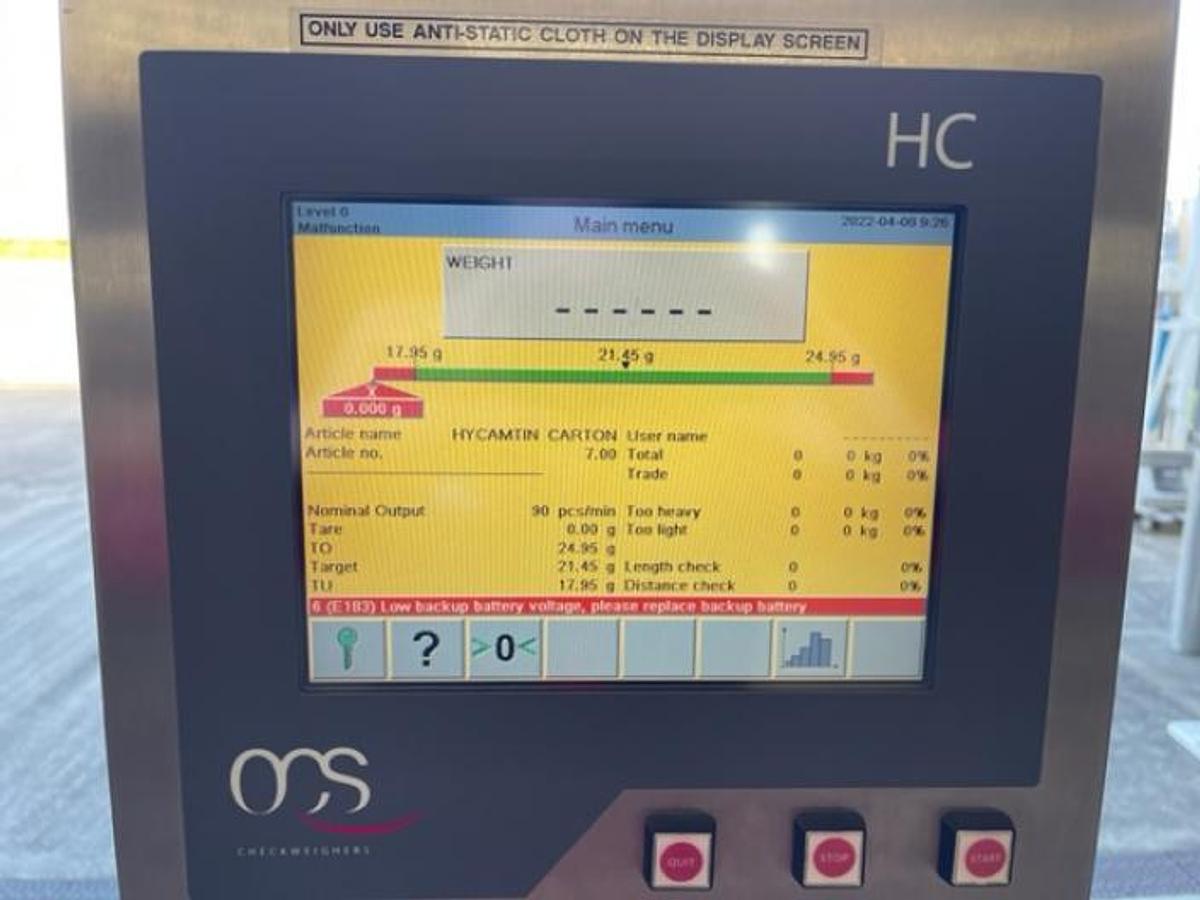 ONLY USE ANTI-STATIC CLOTH ON THE DISPLAY SCREEN
HC
Level 0
Malfunction
Main menu
2022-04-06 9:26
WEIGHT
------
17.95 g
21.45 g
24.95 g
X
0.000 g
Article name HYCAMTIN CARTON User name --------
Article no. 7.00 Total 0 0 kg 0%
Trade 0 0 kg 0%
Nominal Output 90 pcs/min Too heavy 0 0 kg 0%
Tare 0.00 g Too light 0 0 kg 0%
TO 24.95 g
Target 21.45 g Length check 0 0%
TU 17.95 g Distance check 0 0%
6 (E183) Low backup battery voltage, please replace backup battery
? >0<
OCS
CHECKWEIGHERS
QUIT STOP START